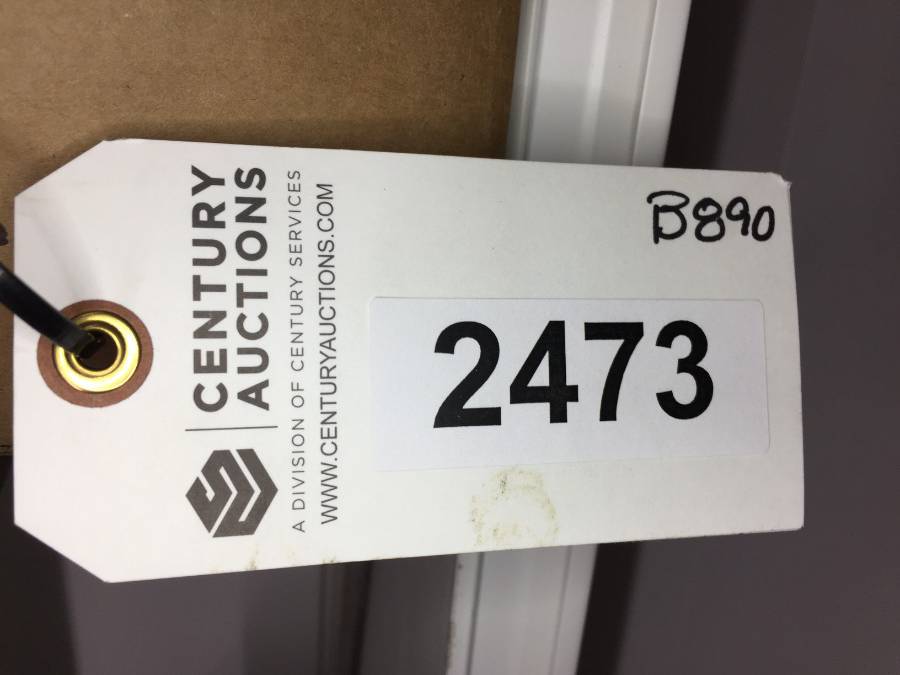 CENTURY
AUCTIONS
A DIVISION OF CENTURY SERVICES
WWW.CENTURYAUCTIONS.COM
B890
2473